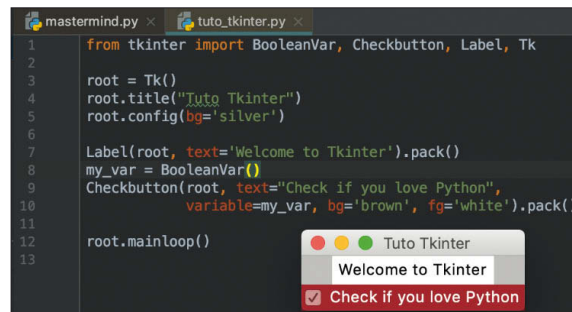 mastermind.py × tuto_tkinter.py ×
1 from tkinter import BooleanVar, Checkbutton, Label, Tk
2
3 root = Tk()
4 root.title("Tuto Tkinter")
5 root.config(bg='silver')
6
7 Label(root, text='Welcome to Tkinter').pack()
8 my_var = BooleanVar()
9 Checkbutton(root, text="Check if you love Python",
10 variable=my_var, bg='brown', fg='white').pack(
11
12 root.mainloop()
13
Tuto Tkinter
Welcome to Tkinter
Check if you love Python